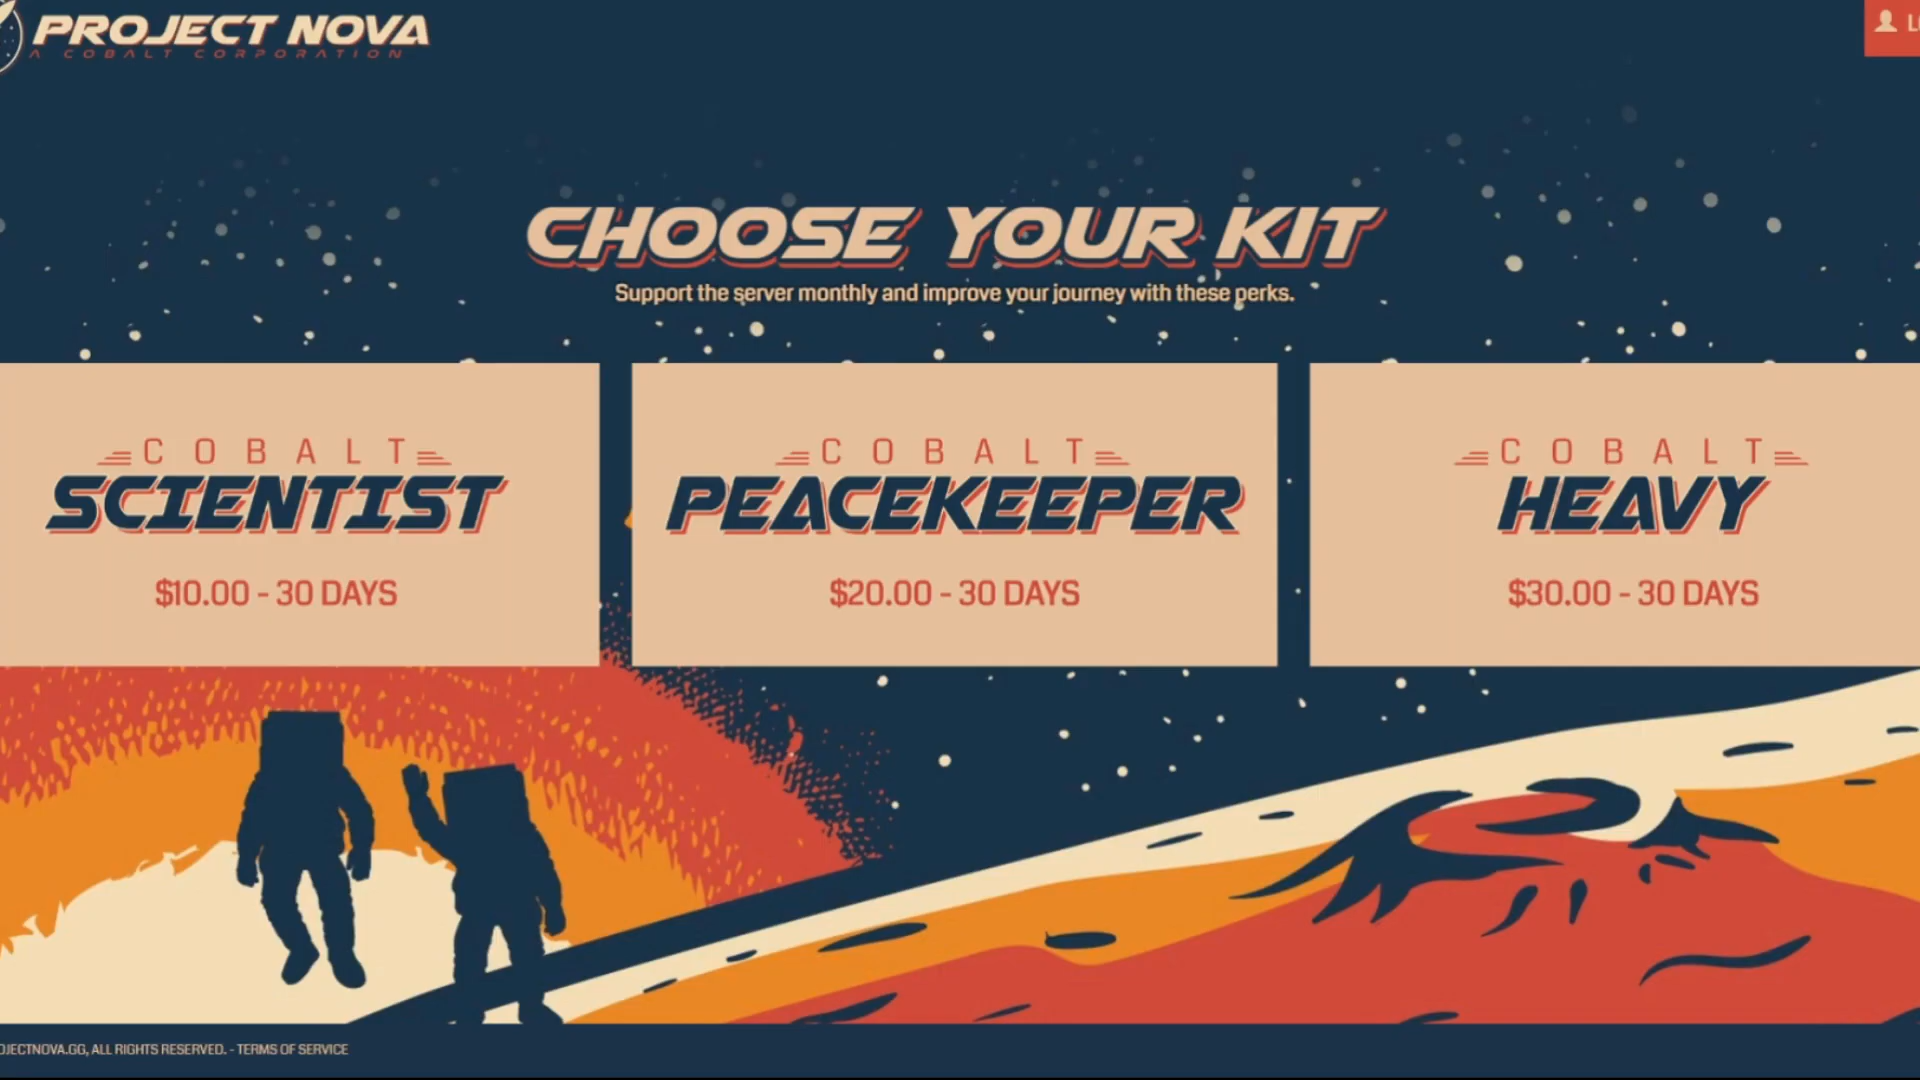 PROJECT NOVA
A COBALT CORPORATION
CHOOSE YOUR KIT
Support the server monthly and improve your journey with these perks.
COBALT
SCIENTIST
$10.00 - 30 DAYS
COBALT
PEACEKEEPER
$20.00 - 30 DAYS
COBALT
HEAVY
$30.00 - 30 DAYS
OJECTNOVA.GG, ALL RIGHTS RESERVED. - TERMS OF SERVICE